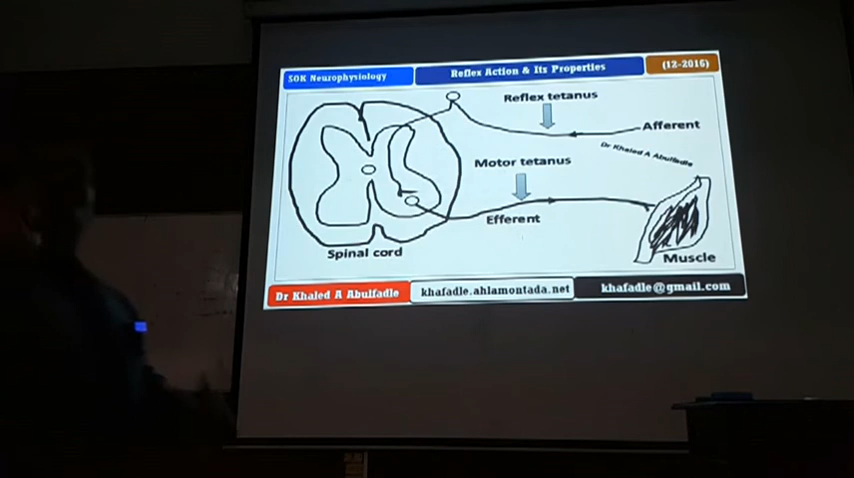 SOK Neurophysiology
Reflex Action & Its Properties
(12-2016)
Reflex tetanus
Afferent
Dr Khaled A Abulfadle
Motor tetanus
Efferent
Spinal cord
Muscle
Dr Khaled A Abulfadle
khafadle.ahlamontada.net
khafadle@gmail.com